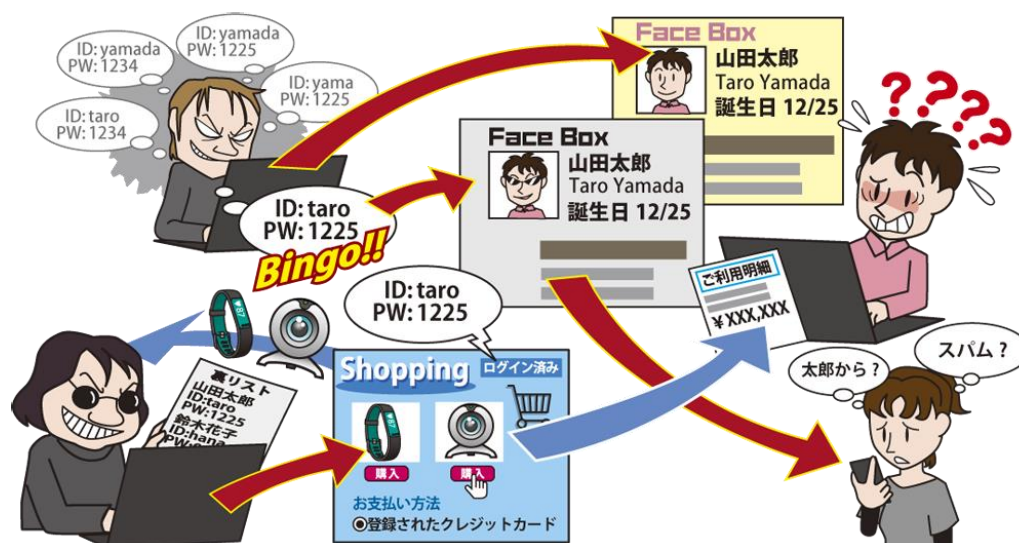 ID: yamada
PW: 1234
ID: yamada
PW: 1225
ID: yama
PW: 1225
ID: taro
PW: 1234
ID: taro
PW: 1225
Bingo!!
Face Box
山田太郎
Taro Yamada
誕生日 12/25
Face Box
山田太郎
Taro Yamada
誕生日 12/25
????
ご利用明細
¥XXX,XXX
ID: taro
PW: 1225
Shopping
ログイン済み
購入
購入
お支払い方法
◉登録されたクレジットカード
裏リスト
山田太郎
ID:taro
PW:1225
鈴木花子
ID:hana
太郎から?
スパム?